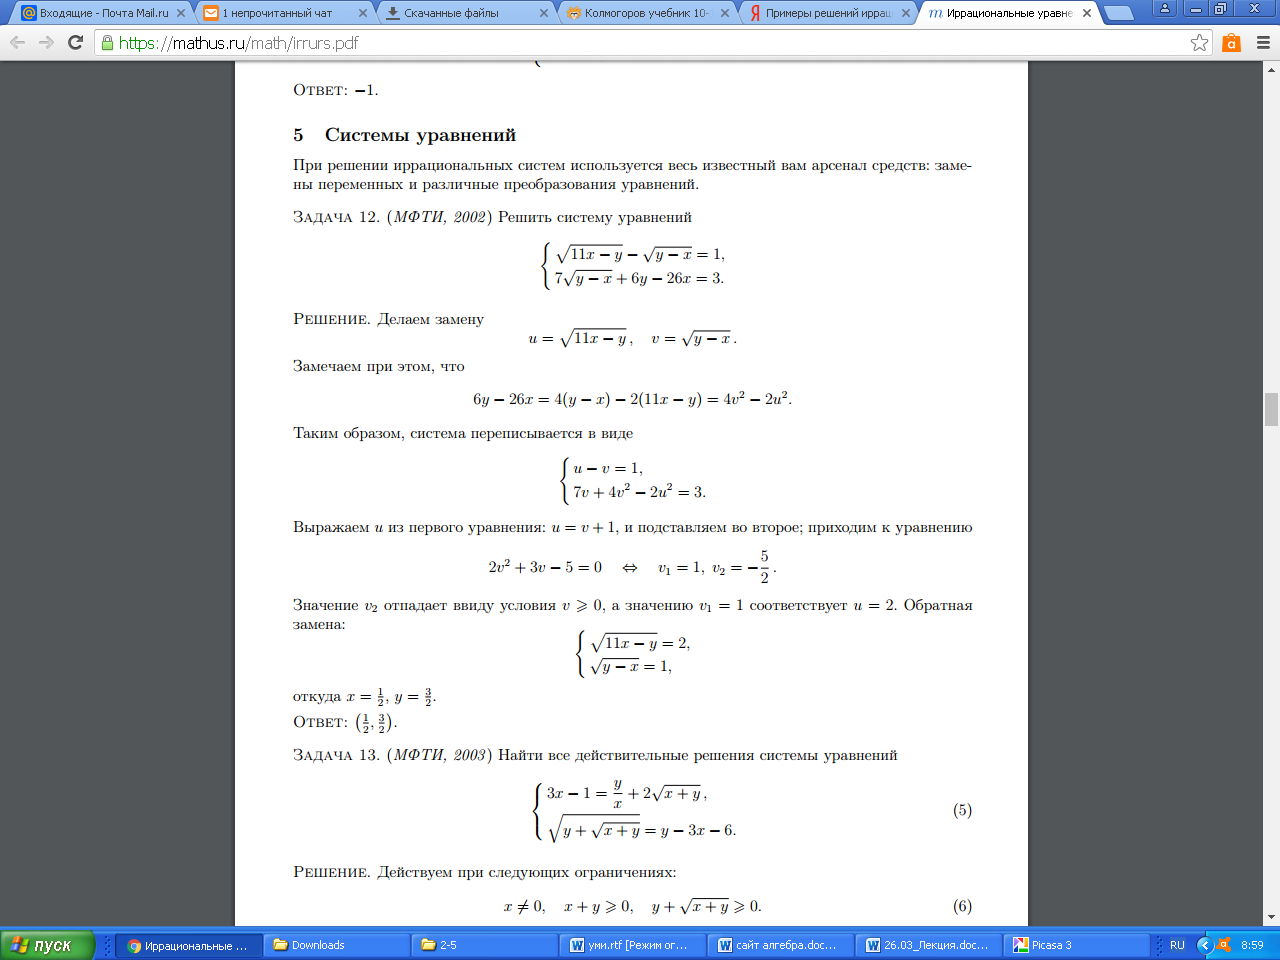 Входящие - Почта Mail.ru
1 непрочитанный чат
Скачанные файлы
Колмогоров учебник 10-
Примеры решений ирраци
Иррациональные уравне
https://mathus.ru/math/irrurs.pdf
Ответ: −1.
5 Системы уравнений
При решении иррациональных систем используется весь известный вам арсенал средств: заме-
ны переменных и различные преобразования уравнений.
Задача 12. (МФТИ, 2002) Решить систему уравнений
{ √(11x − y) − √(y − x) = 1,
7√(y − x) + 6y − 26x = 3.
Решение. Делаем замену
u = √(11x − y), v = √(y − x).
Замечаем при этом, что
6y − 26x = 4(y − x) − 2(11x − y) = 4v² − 2u².
Таким образом, система переписывается в виде
{ u − v = 1,
7v + 4v² − 2u² = 3.
Выражаем u из первого уравнения: u = v + 1, и подставляем во второе; приходим к уравнению
2v² + 3v − 5 = 0 ⇔ v₁ = 1, v₂ = −5/2.
Значение v₂ отпадает ввиду условия v ⩾ 0, а значению v₁ = 1 соответствует u = 2. Обратная
замена:
{ √(11x − y) = 2,
√(y − x) = 1,
откуда x = 1/2, y = 3/2.
Ответ: (1/2, 3/2).
Задача 13. (МФТИ, 2003) Найти все действительные решения системы уравнений
{ 3x − 1 = y/x + 2√(x + y),
√(y + √(x + y)) = y − 3x − 6.
(5)
Решение. Действуем при следующих ограничениях:
x ≠ 0, x + y ⩾ 0, y + √(x + y) ⩾ 0. (6)
пуск
Иррациональные ...
Downloads
2-5
уми.rtf [Режим ог...
сайт алгебра.doc...
26.03_Лекция.doc...
Picasa 3
RU
8:59